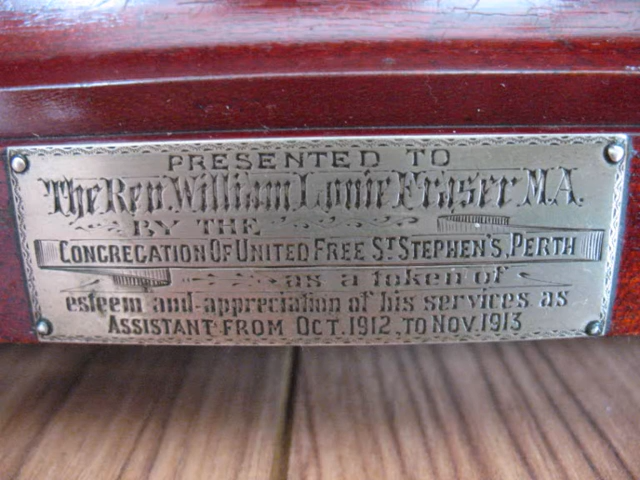 PRESENTED TO
The Rev. William Louie Fraser M.A.
BY THE
CONGREGATION OF UNITED FREE ST STEPHEN'S, PERTH
as a token of
esteem and appreciation of his services as
ASSISTANT FROM OCT. 1912, TO NOV. 1913